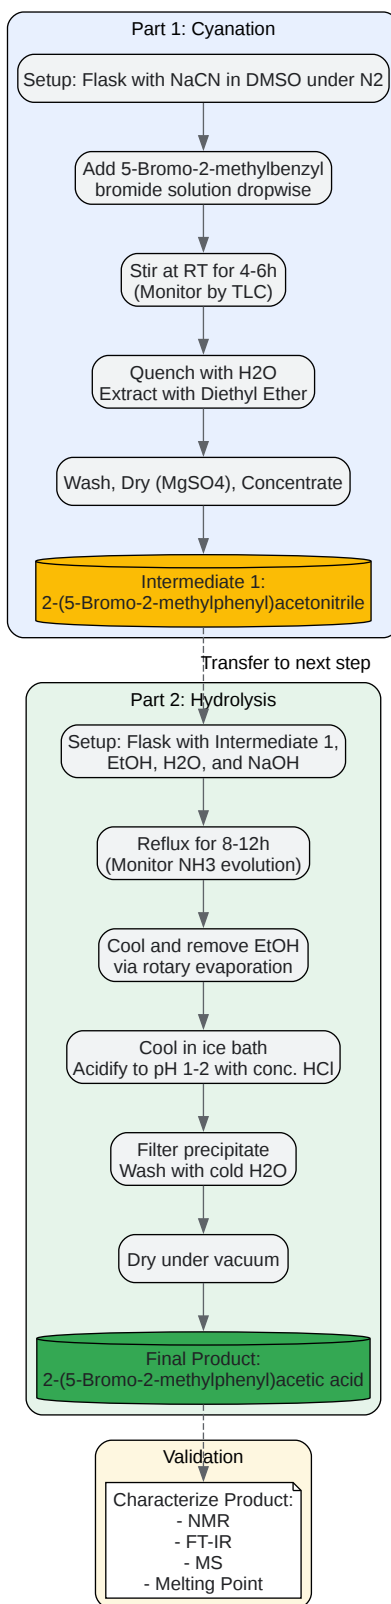 Part 1: Cyanation
Setup: Flask with NaCN in DMSO under N2
Add 5-Bromo-2-methylbenzyl
bromide solution dropwise
Stir at RT for 4-6h
(Monitor by TLC)
Quench with H2O
Extract with Diethyl Ether
Wash, Dry (MgSO4), Concentrate
Intermediate 1:
2-(5-Bromo-2-methylphenyl)acetonitrile
Transfer to next step
Part 2: Hydrolysis
Setup: Flask with Intermediate 1,
EtOH, H2O, and NaOH
Reflux for 8-12h
(Monitor NH3 evolution)
Cool and remove EtOH
via rotary evaporation
Cool in ice bath
Acidify to pH 1-2 with conc. HCl
Filter precipitate
Wash with cold H2O
Dry under vacuum
Final Product:
2-(5-Bromo-2-methylphenyl)acetic acid
Validation
Characterize Product:
- NMR
- FT-IR
- MS
- Melting Point